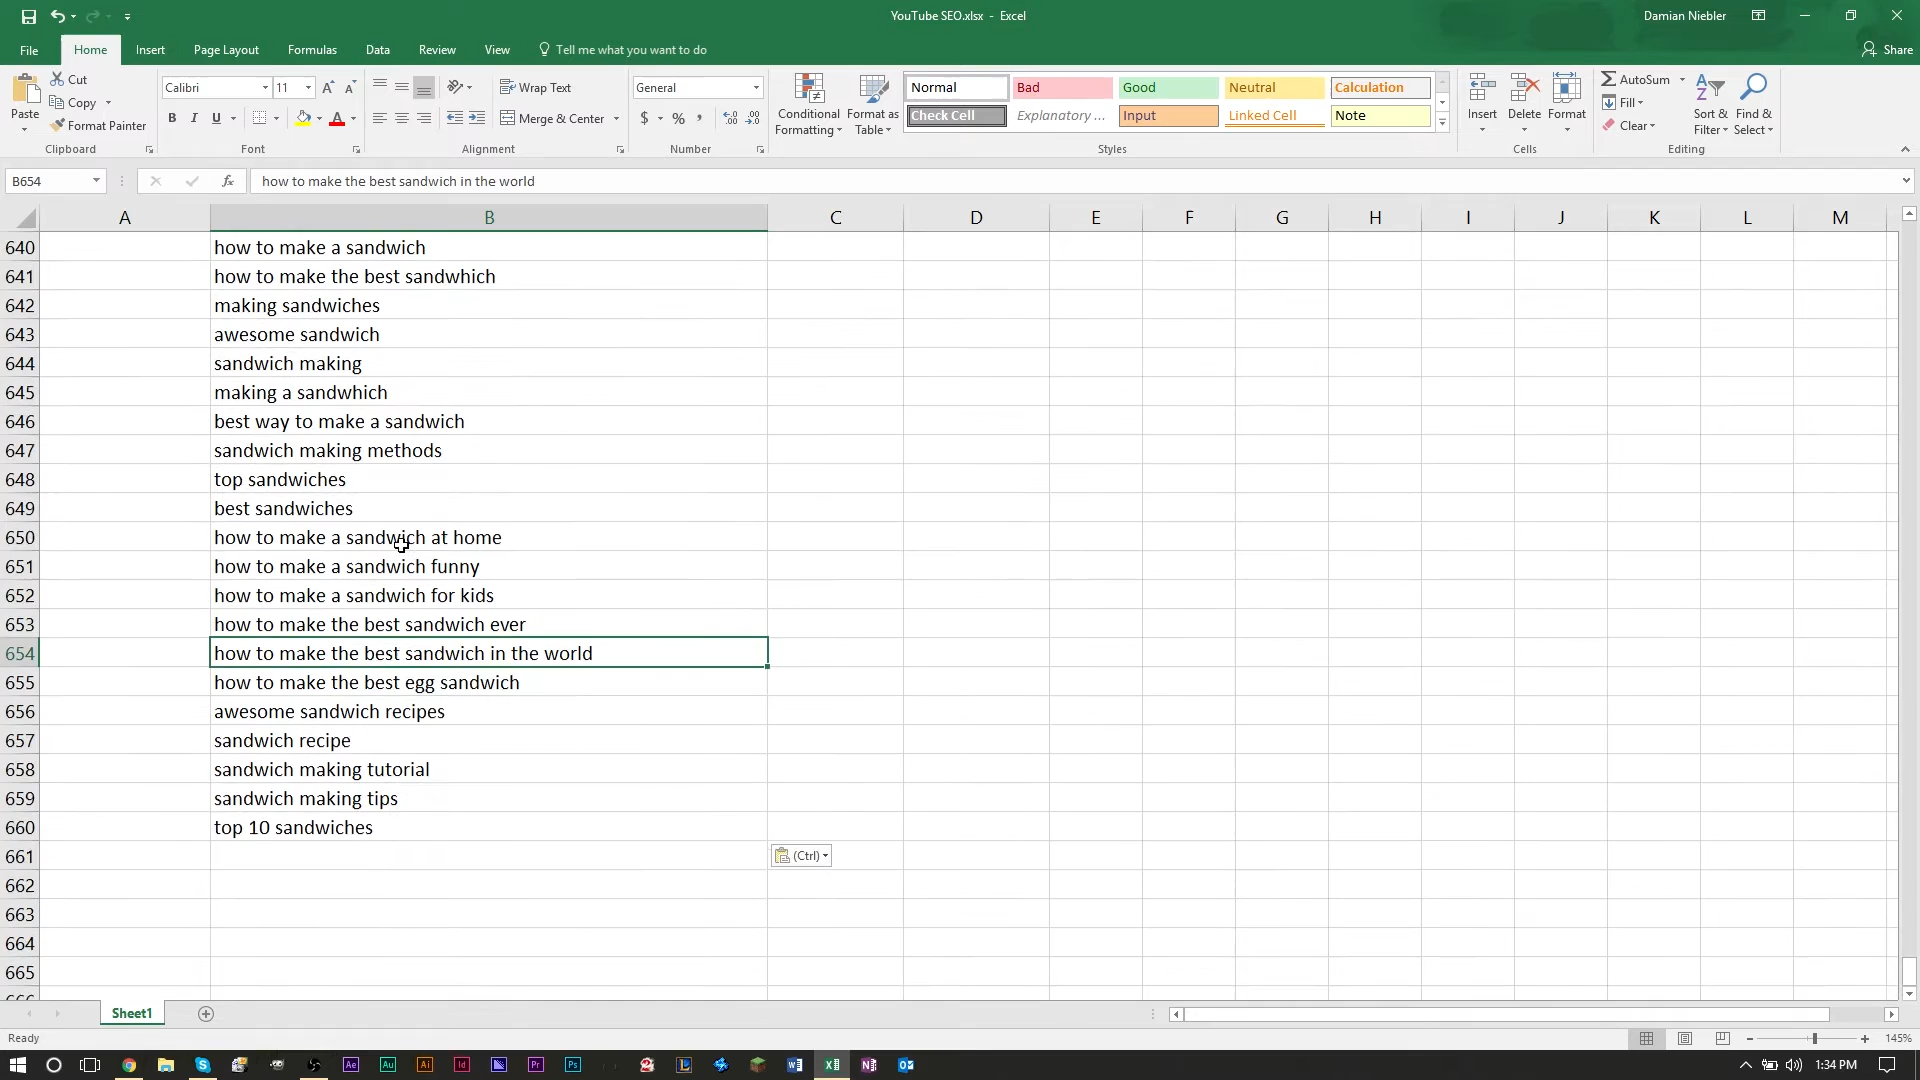 YouTube SEO.xlsx - Excel
Damian Niebler
File Home Insert Page Layout Formulas Data Review View Tell me what you want to do
Share
Cut
Copy
Format Painter
Paste
Clipboard
Calibri 11
B I U
Font
Wrap Text
Merge & Center
Alignment
General
$ % ,
Number
Conditional Formatting
Format as Table
Normal Bad Good Neutral Calculation
Check Cell Explanatory ... Input Linked Cell Note
Styles
Insert Delete Format
Cells
AutoSum
Fill
Clear
Sort & Filter
Find & Select
Editing
B654 fx how to make the best sandwich in the world
A B C D E F G H I J K L M
640 how to make a sandwich
641 how to make the best sandwhich
642 making sandwiches
643 awesome sandwich
644 sandwich making
645 making a sandwhich
646 best way to make a sandwich
647 sandwich making methods
648 top sandwiches
649 best sandwiches
650 how to make a sandwich at home
651 how to make a sandwich funny
652 how to make a sandwich for kids
653 how to make the best sandwich ever
654 how to make the best sandwich in the world
655 how to make the best egg sandwich
656 awesome sandwich recipes
657 sandwich recipe
658 sandwich making tutorial
659 sandwich making tips
660 top 10 sandwiches
661 (Ctrl)
662
663
664
665
Sheet1
Ready
145%
Ae Au Ai Id Pr Ps
1:34 PM